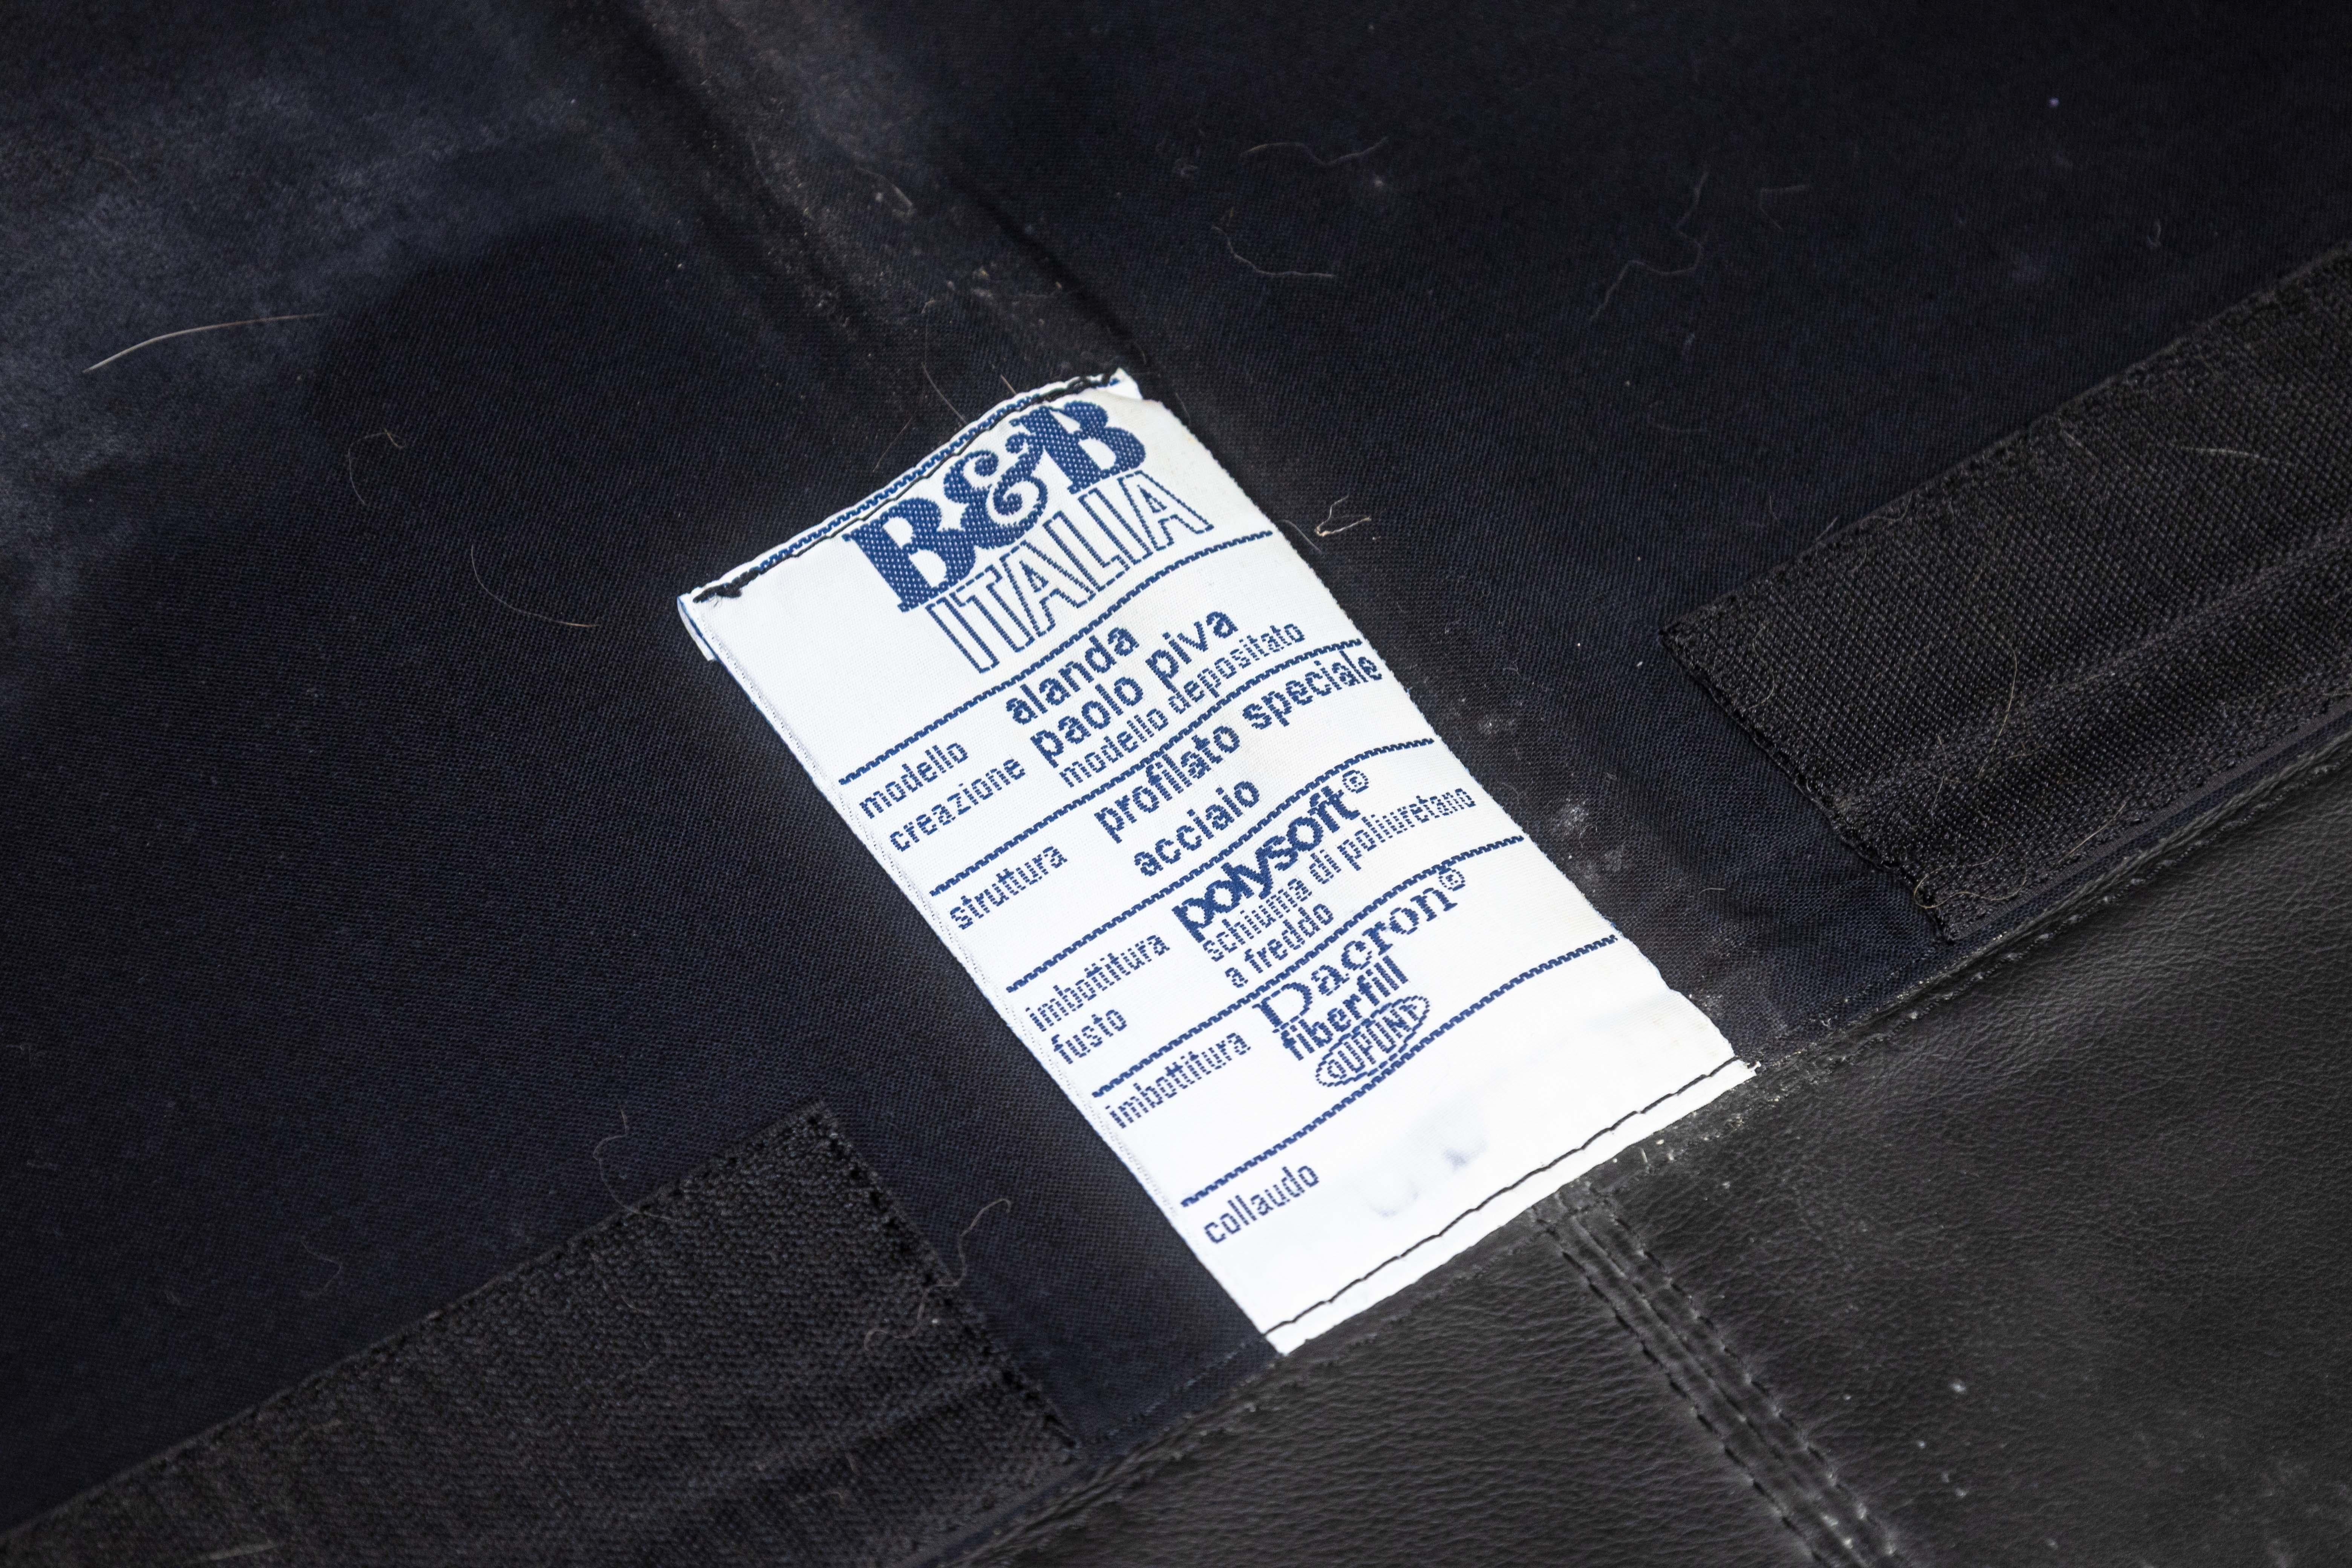 B&B
ITALIA
modello alanda
creazione paolo piva
modello depositato
struttura profilato speciale
acciaio
imbottitura polysoft®
fusto schiuma di poliuretano
a freddo
imbottitura Dacron®
fiberfill
DUPONT
collaudo